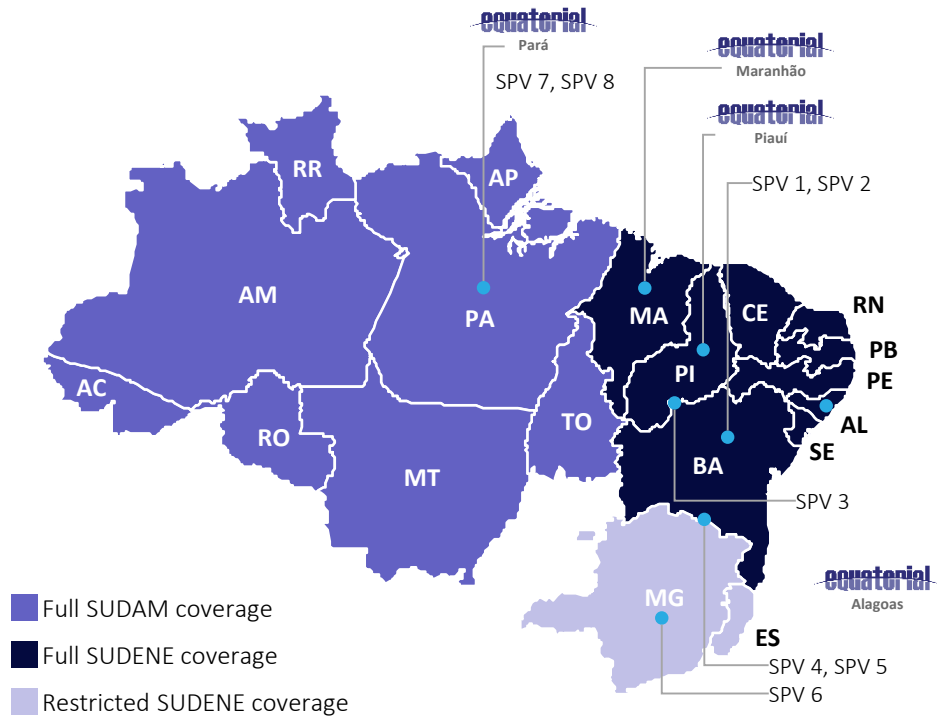 equatorial
Pará
SPV 7, SPV 8
equatorial
Maranhão
equatorial
Piauí
SPV 1, SPV 2
RR
AP
AM
PA
MA
CE
RN
PB
PE
PI
AC
RO
MT
TO
AL
SE
BA
SPV 3
equatorial
Alagoas
MG
ES
SPV 4, SPV 5
SPV 6
Full SUDAM coverage
Full SUDENE coverage
Restricted SUDENE coverage